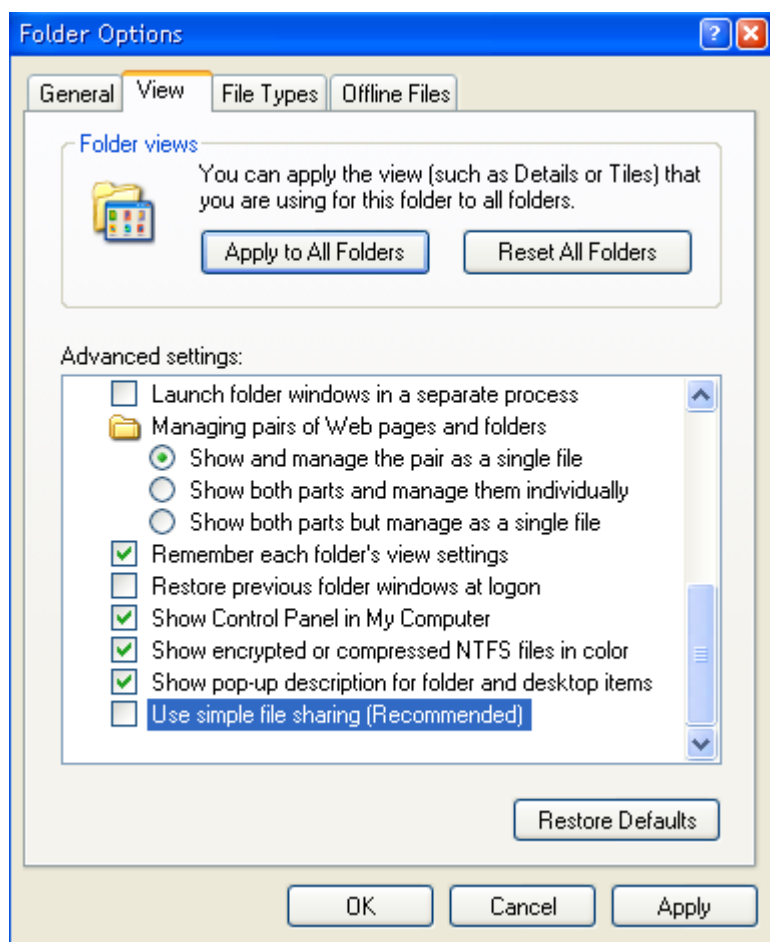 Folder Options
General View File Types Offline Files
Folder views
You can apply the view (such as Details or Tiles) that
you are using for this folder to all folders.
Apply to All Folders Reset All Folders
Advanced settings:
Launch folder windows in a separate process
Managing pairs of Web pages and folders
Show and manage the pair as a single file
Show both parts and manage them individually
Show both parts but manage as a single file
Remember each folder's view settings
Restore previous folder windows at logon
Show Control Panel in My Computer
Show encrypted or compressed NTFS files in color
Show pop-up description for folder and desktop items
Use simple file sharing (Recommended)
Restore Defaults
OK Cancel Apply